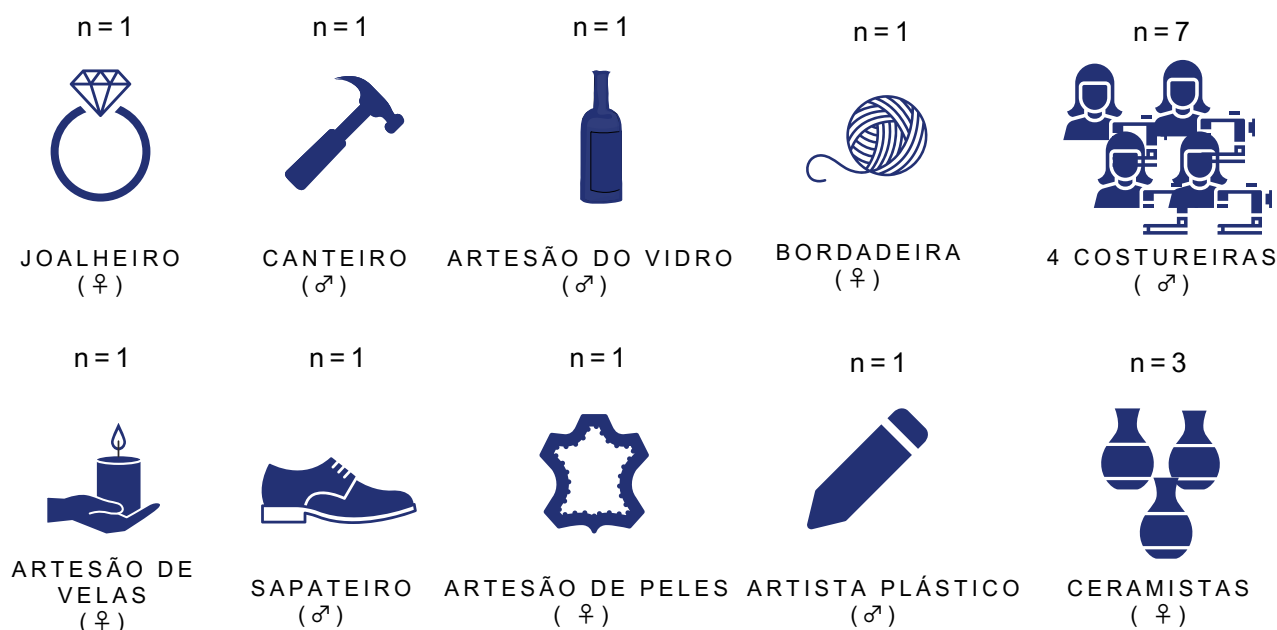 n = 1
JOALHEIRO
(♀)
n = 1
CANTEIRO
(♂)
n = 1
ARTESÃO DO VIDRO
(♂)
n = 1
BORDADEIRA
(♀)
n = 7
4 COSTUREIRAS
( ♂)
n = 1
ARTESÃO DE
VELAS
(♀)
n = 1
SAPATEIRO
(♂)
n = 1
ARTESÃO DE PELES
( ♀)
n = 1
ARTISTA PLÁSTICO
(♂)
n = 3
CERAMISTAS
( ♀)